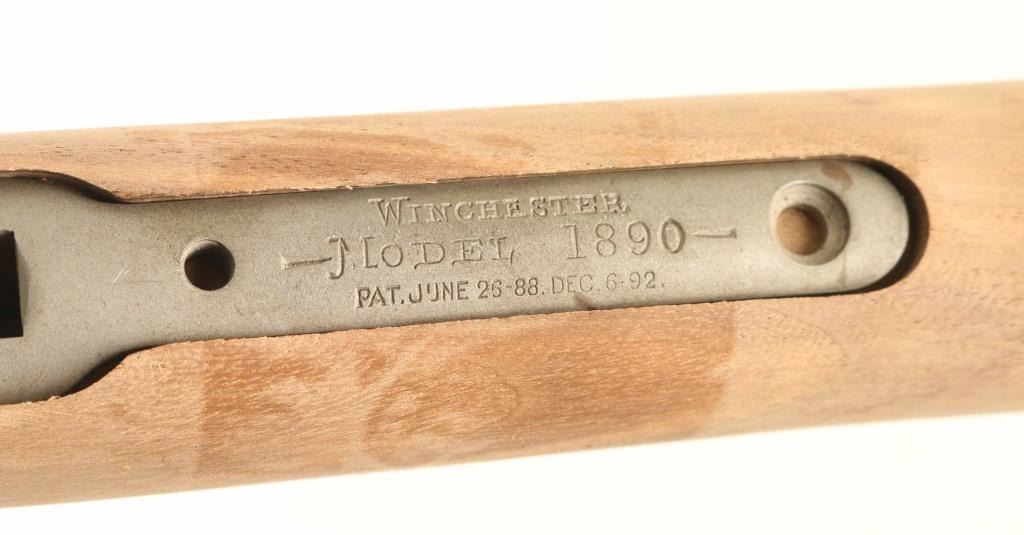 WINCHESTER
—MODEL 1890—
PAT. JUNE 26-88. DEC. 6-92.